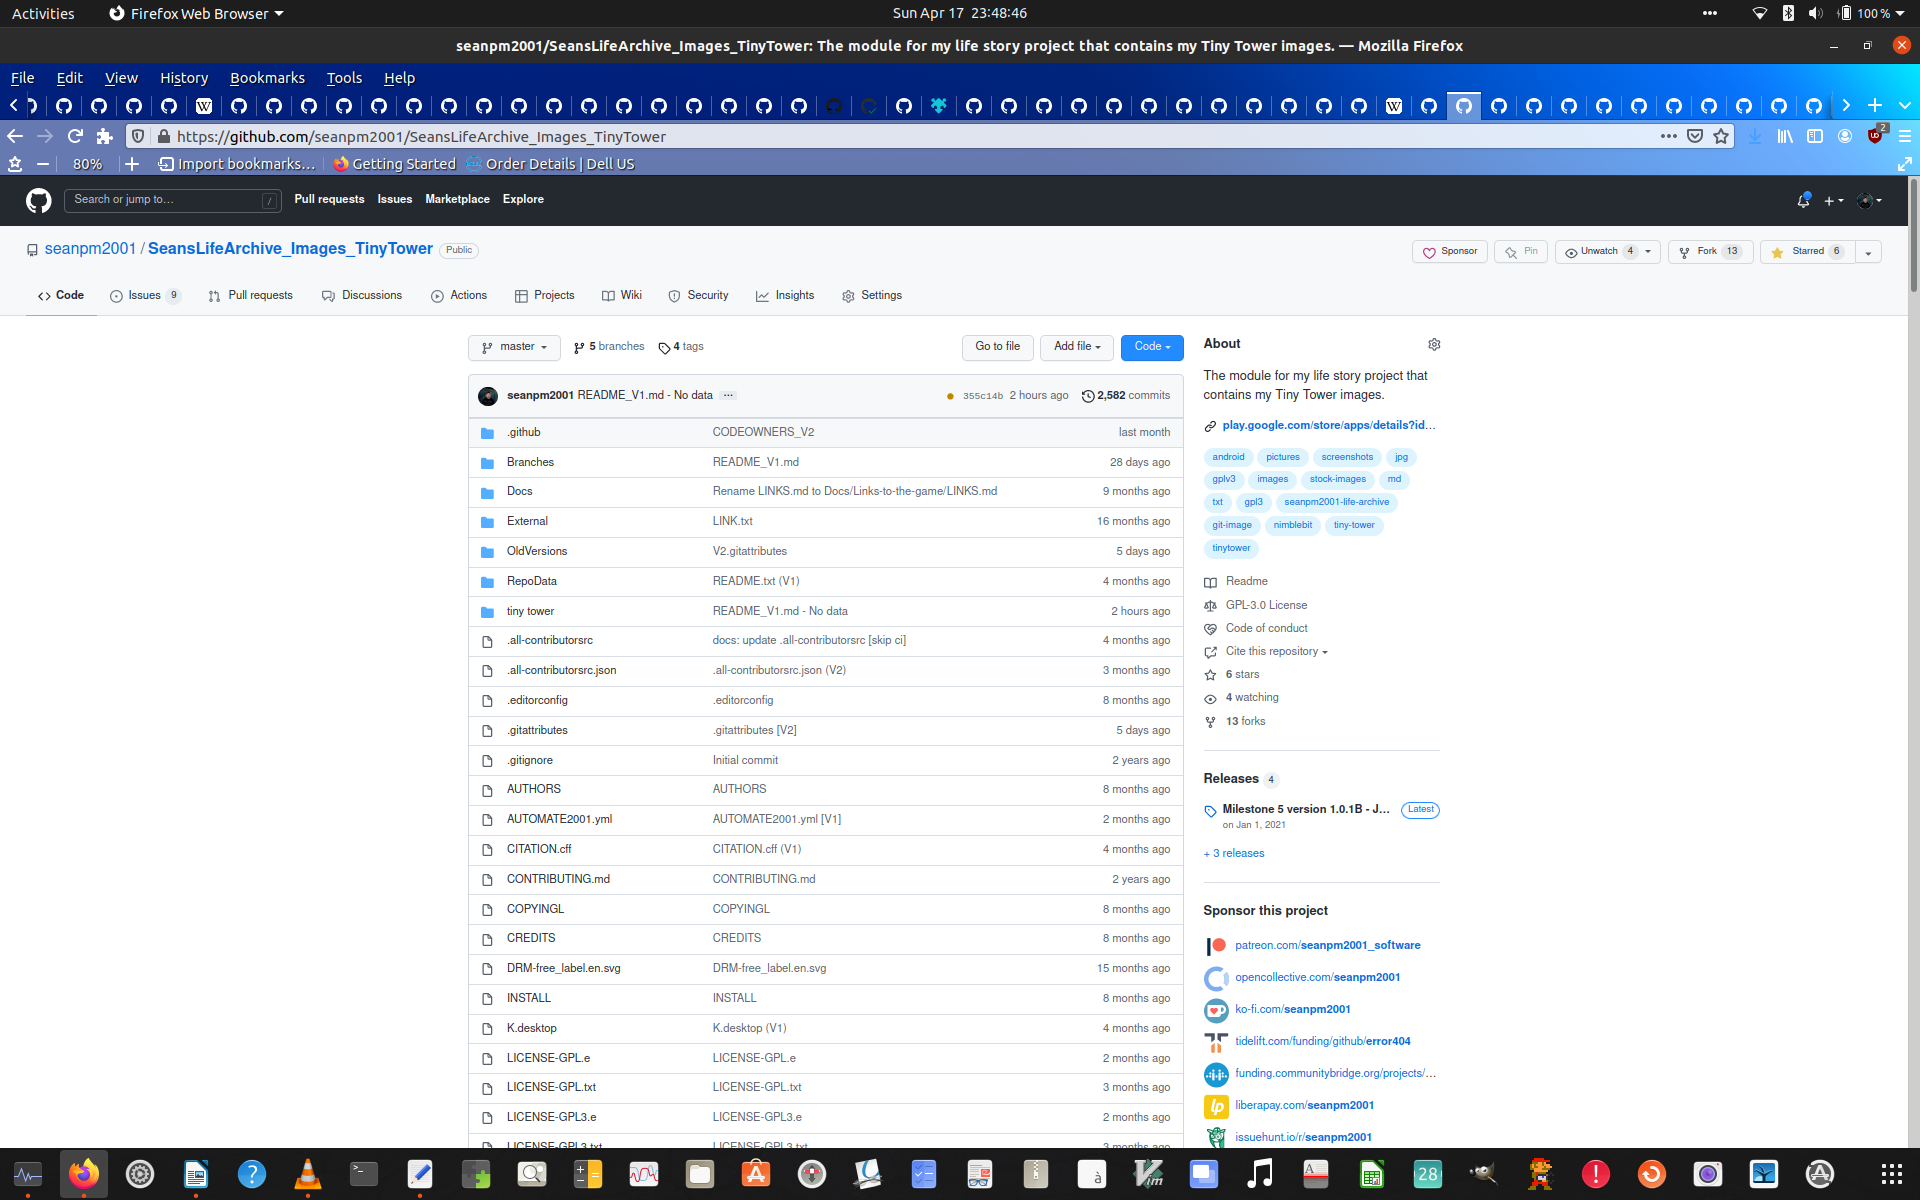 Activities
Firefox Web Browser
Sun Apr 17 23:48:46
100 %
seanpm2001/SeansLifeArchive_Images_TinyTower: The module for my life story project that contains my Tiny Tower images. — Mozilla Firefox
File Edit View History Bookmarks Tools Help
https://github.com/seanpm2001/SeansLifeArchive_Images_TinyTower
2
80% Import bookmarks… Getting Started Order Details | Dell US
Search or jump to… / Pull requests Issues Marketplace Explore
seanpm2001 / SeansLifeArchive_Images_TinyTower Public
Sponsor Pin Unwatch 4 Fork 13 Starred 6
Code Issues 9 Pull requests Discussions Actions Projects Wiki Security Insights Settings
master 5 branches 4 tags Go to file Add file Code
seanpm2001 README_V1.md - No data ... 355c14b 2 hours ago 2,582 commits
.github CODEOWNERS_V2 last month
Branches README_V1.md 28 days ago
Docs Rename LINKS.md to Docs/Links-to-the-game/LINKS.md 9 months ago
External LINK.txt 16 months ago
OldVersions V2.gitattributes 5 days ago
RepoData README.txt (V1) 4 months ago
tiny tower README_V1.md - No data 2 hours ago
.all-contributorsrc docs: update .all-contributorsrc [skip ci] 4 months ago
.all-contributorsrc.json .all-contributorsrc.json (V2) 3 months ago
.editorconfig .editorconfig 8 months ago
.gitattributes .gitattributes [V2] 5 days ago
.gitignore Initial commit 2 years ago
AUTHORS AUTHORS 8 months ago
AUTOMATE2001.yml AUTOMATE2001.yml [V1] 2 months ago
CITATION.cff CITATION.cff (V1) 4 months ago
CONTRIBUTING.md CONTRIBUTING.md 2 years ago
COPYINGL COPYINGL 8 months ago
CREDITS CREDITS 8 months ago
DRM-free_label.en.svg DRM-free_label.en.svg 15 months ago
INSTALL INSTALL 8 months ago
K.desktop K.desktop (V1) 4 months ago
LICENSE-GPL.e LICENSE-GPL.e 2 months ago
LICENSE-GPL.txt LICENSE-GPL.txt 3 months ago
LICENSE-GPL3.e LICENSE-GPL3.e 2 months ago
LICENSE-GPL3.txt LICENSE-GPL3.txt 3 months ago
About
The module for my life story project that
contains my Tiny Tower images.
play.google.com/store/apps/details?id…
android pictures screenshots jpg
gplv3 images stock-images md
txt gpl3 seanpm2001-life-archive
git-image nimblebit tiny-tower
tinytower
Readme
GPL-3.0 License
Code of conduct
Cite this repository
6 stars
4 watching
13 forks
Releases 4
Milestone 5 version 1.0.1B - J… Latest
on Jan 1, 2021
+ 3 releases
Sponsor this project
patreon.com/seanpm2001_software
opencollective.com/seanpm2001
ko-fi.com/seanpm2001
tidelift.com/funding/github/error404
funding.communitybridge.org/projects/…
lp liberapay.com/seanpm2001
issuehunt.io/r/seanpm2001
28